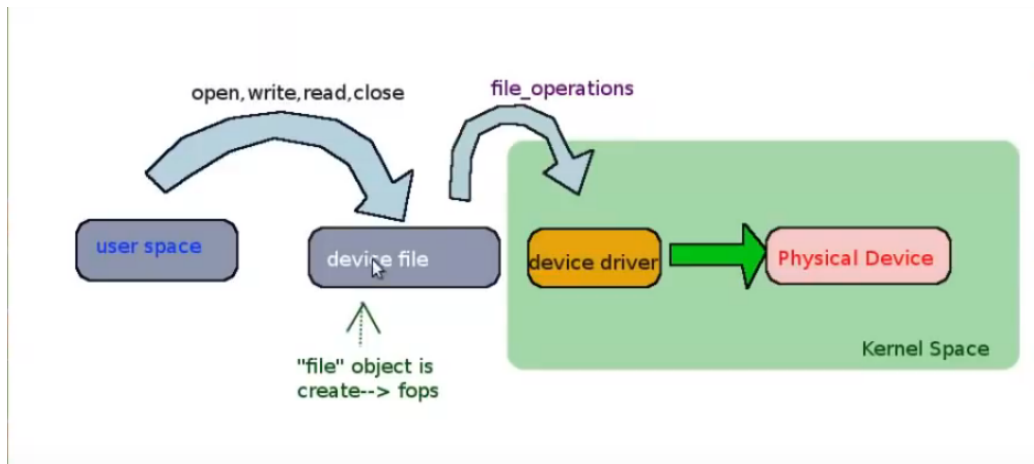 open,write,read,close
file_operations
user space
device file
device driver
Physical Device
Kernel Space
"file" object is
create--> fops